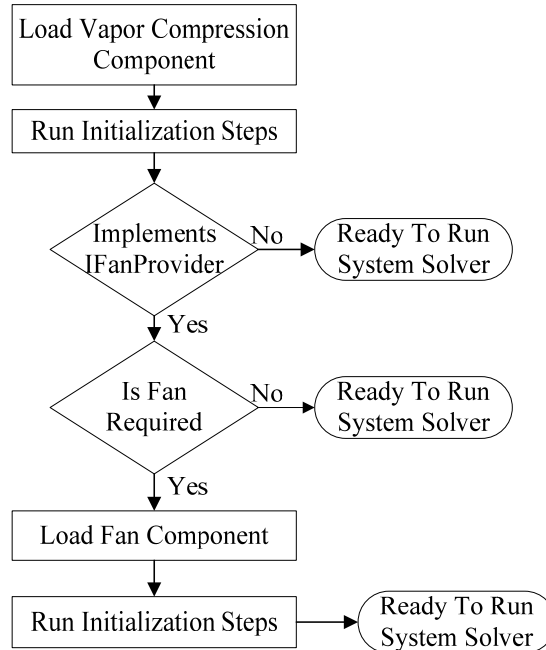 Load Vapor Compression
Component
Run Initialization Steps
Implements
IFanProvider
No
Ready To Run
System Solver
Yes
Is Fan
Required
No
Ready To Run
System Solver
Yes
Load Fan Component
Run Initialization Steps
Ready To Run
System Solver